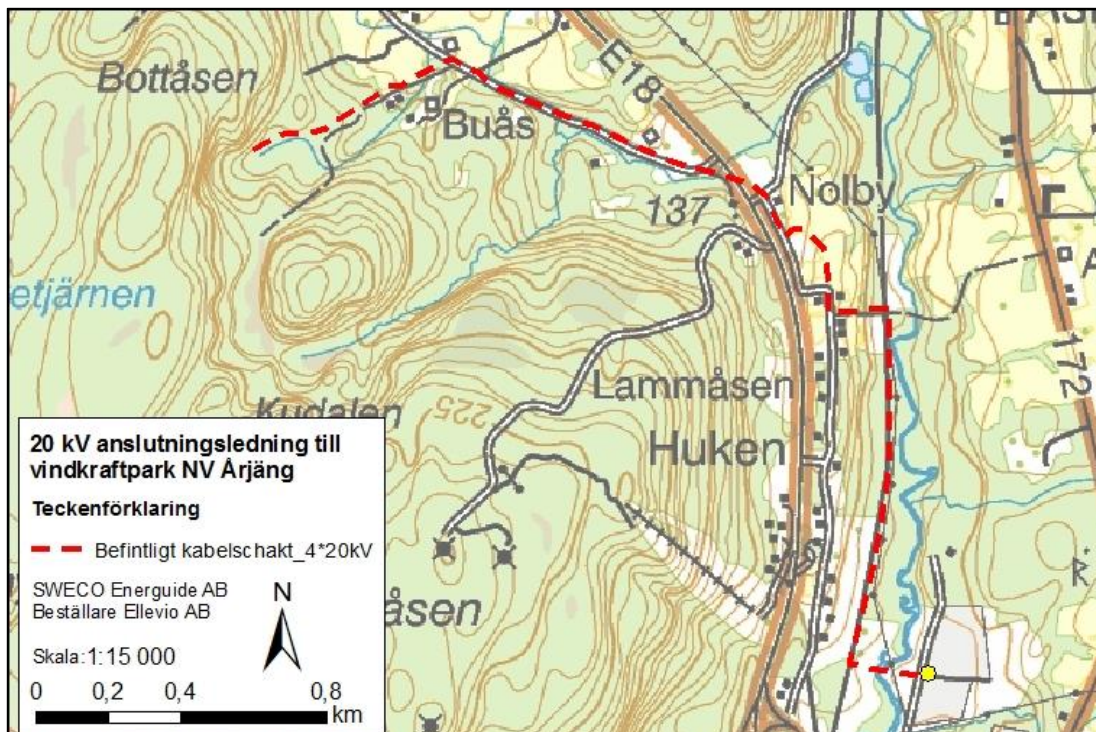 Bottåsen
Buås
E18
Nolby
137
etjärnen
Lammåsen
Huken
225
Kudalen
åsen
172
A
20 kV anslutningsledning till
vindkraftpark NV Årjäng
Teckenförklaring
Befintligt kabelschakt_4*20kV
SWECO Energuide AB
Beställare Ellevio AB
N
Skala:1:15 000
0 0,2 0,4 0,8
km